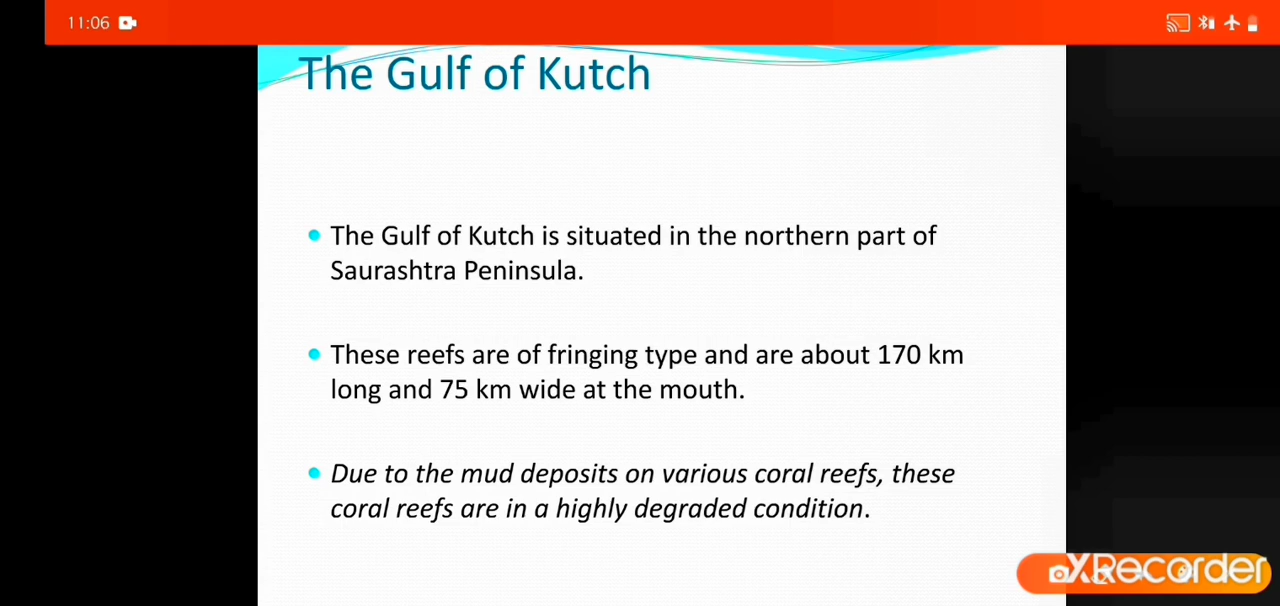 11:06
The Gulf of Kutch
The Gulf of Kutch is situated in the northern part of
Saurashtra Peninsula.
These reefs are of fringing type and are about 170 km
long and 75 km wide at the mouth.
Due to the mud deposits on various coral reefs, these
coral reefs are in a highly degraded condition.
XRecorder